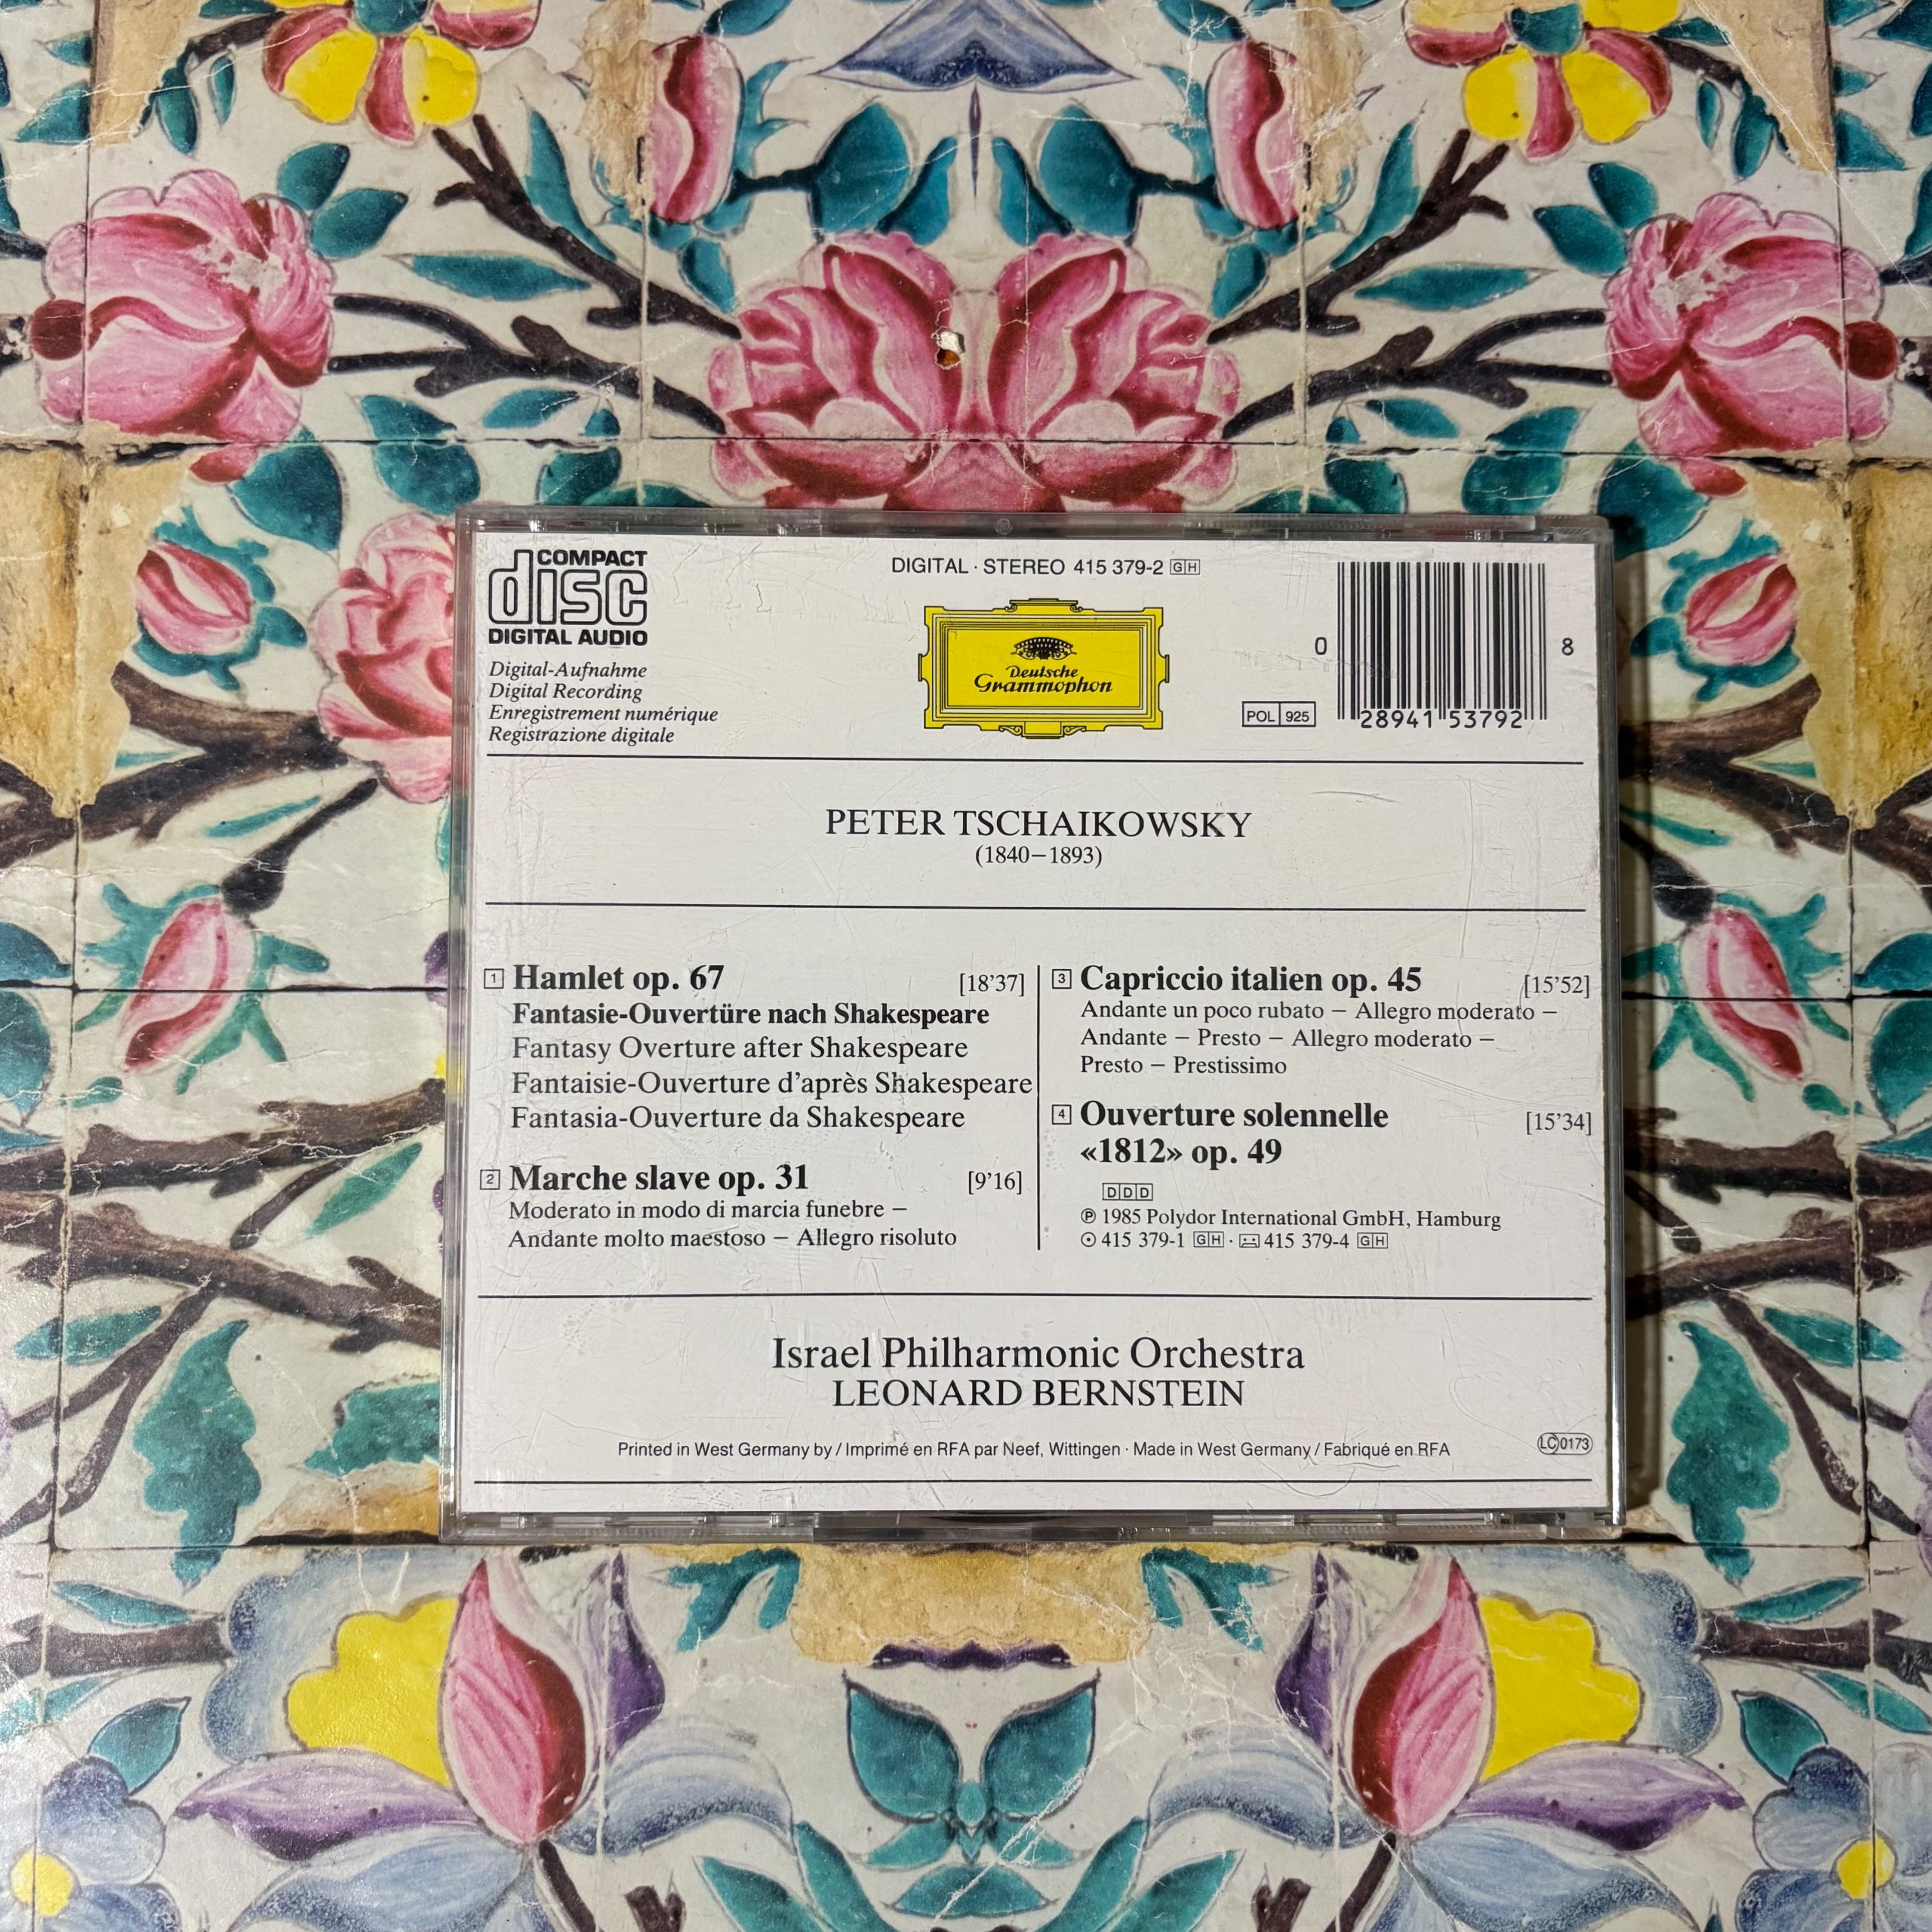 COMPACT
disc
DIGITAL AUDIO
Digital-Aufnahme
Digital Recording
Enregistrement numérique
Registrazione digitale
DIGITAL · STEREO 415 379-2 GH
Deutsche
Grammophon
POL 925
0 28941 53792 8
PETER TSCHAIKOWSKY
(1840–1893)
1 Hamlet op. 67 [18'37]
Fantasie-Ouvertüre nach Shakespeare
Fantasy Overture after Shakespeare
Fantaisie-Ouverture d'après Shakespeare
Fantasia-Ouverture da Shakespeare
2 Marche slave op. 31 [9'16]
Moderato in modo di marcia funebre –
Andante molto maestoso – Allegro risoluto
3 Capriccio italien op. 45 [15'52]
Andante un poco rubato – Allegro moderato –
Andante – Presto – Allegro moderato –
Presto – Prestissimo
4 Ouverture solennelle [15'34]
«1812» op. 49
DDD
℗ 1985 Polydor International GmbH, Hamburg
415 379-1 GH · 415 379-4 GH
Israel Philharmonic Orchestra
LEONARD BERNSTEIN
Printed in West Germany by / Imprimé en RFA par Neef, Wittingen · Made in West Germany / Fabriqué en RFA
LC 0173